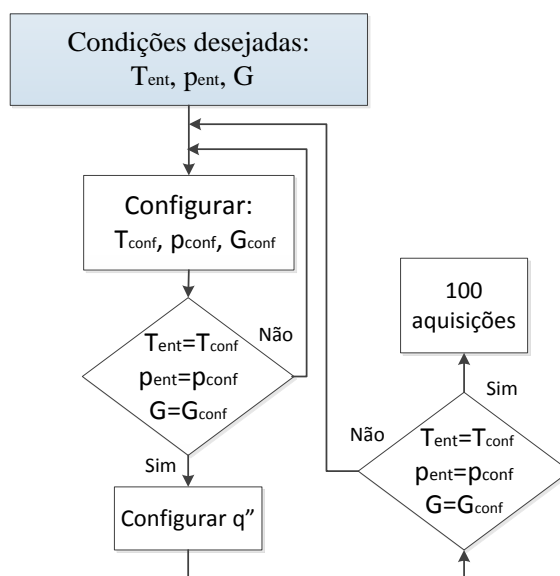 Condições desejadas:
Tent, pent, G
Configurar:
Tconf, pconf, Gconf
Tent=Tconf
pent=pconf
G=Gconf
Não
Sim
Configurar q”
100
aquisições
Sim
Não
Tent=Tconf
pent=pconf
G=Gconf